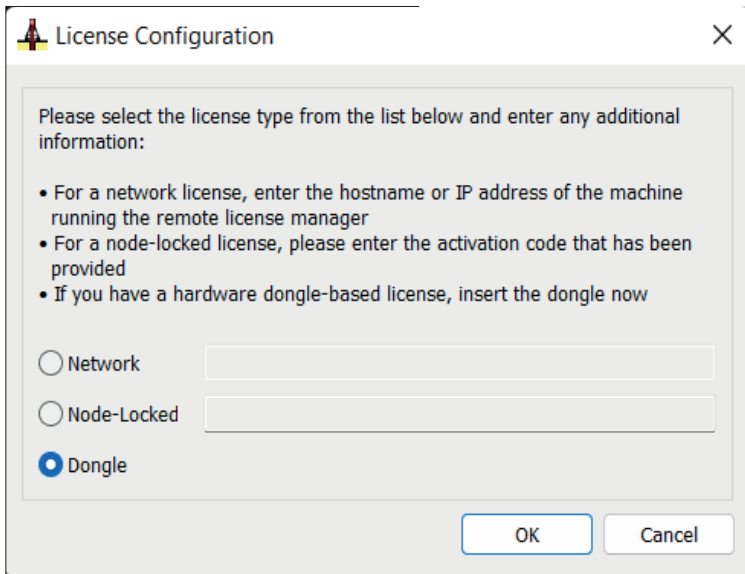 License Configuration
Please select the license type from the list below and enter any additional
information:
• For a network license, enter the hostname or IP address of the machine
running the remote license manager
• For a node-locked license, please enter the activation code that has been
provided
• If you have a hardware dongle-based license, insert the dongle now
Network
Node-Locked
Dongle
OK Cancel